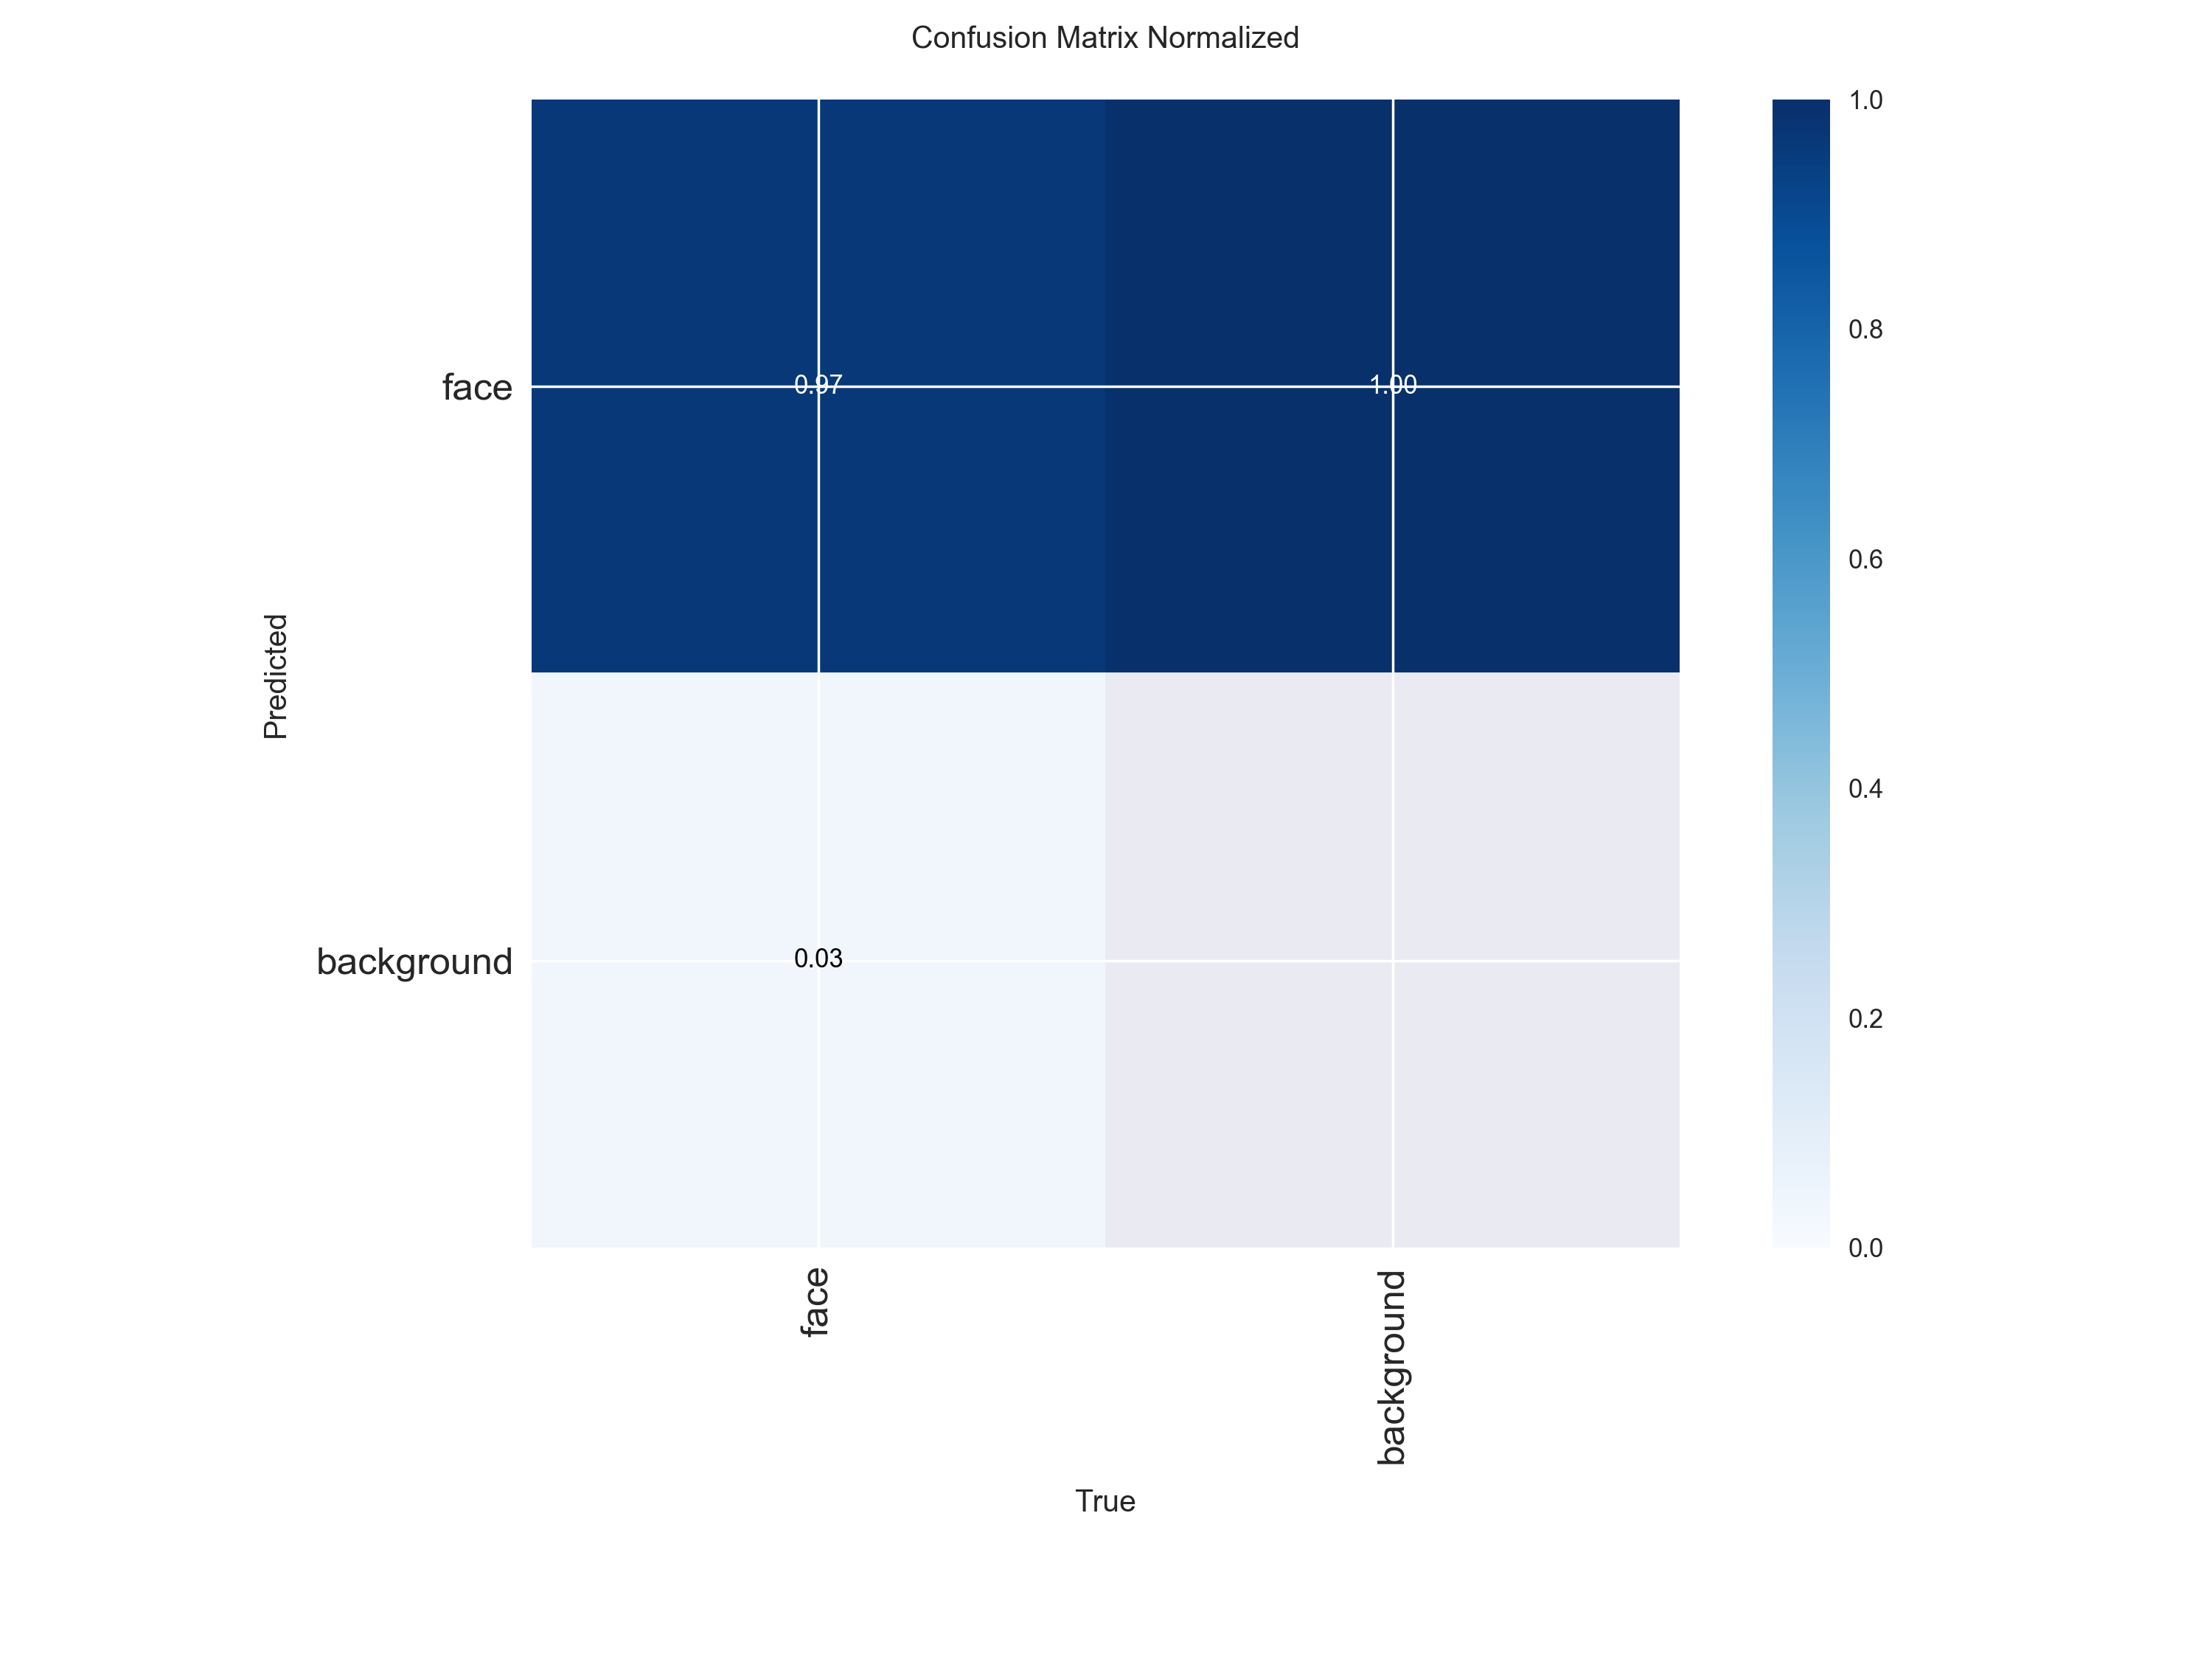 Confusion Matrix Normalized
1.0
0.8
0.6
0.4
0.2
0.0
Predicted
face
0.97
1.00
background
0.03
face
background
True